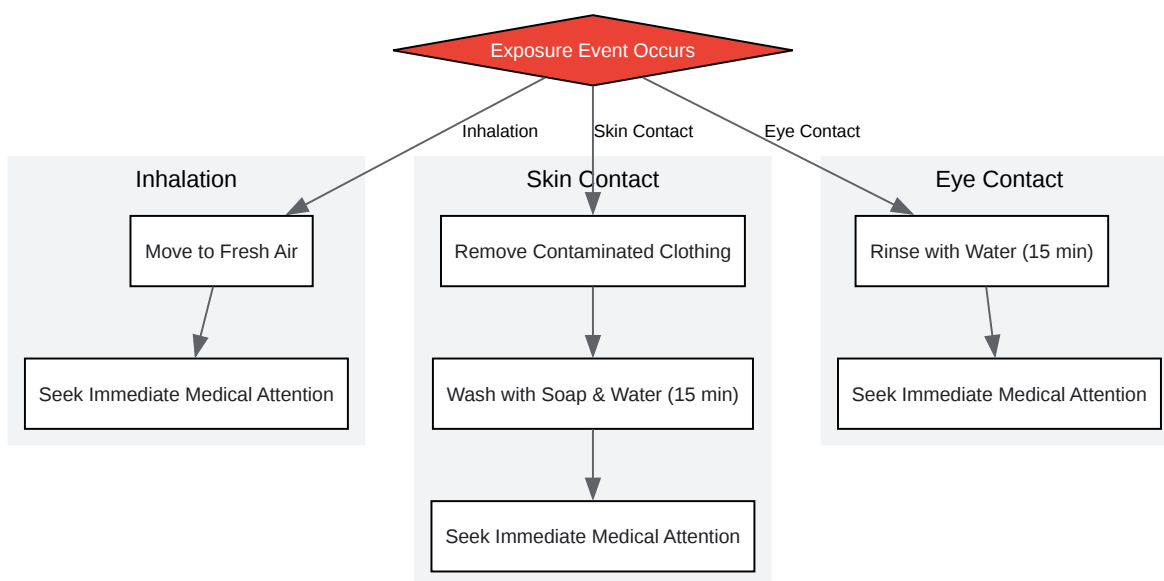 Exposure Event Occurs
Inhalation
Skin Contact
Eye Contact
Inhalation
Move to Fresh Air
Seek Immediate Medical Attention
Skin Contact
Remove Contaminated Clothing
Wash with Soap & Water (15 min)
Seek Immediate Medical Attention
Eye Contact
Rinse with Water (15 min)
Seek Immediate Medical Attention